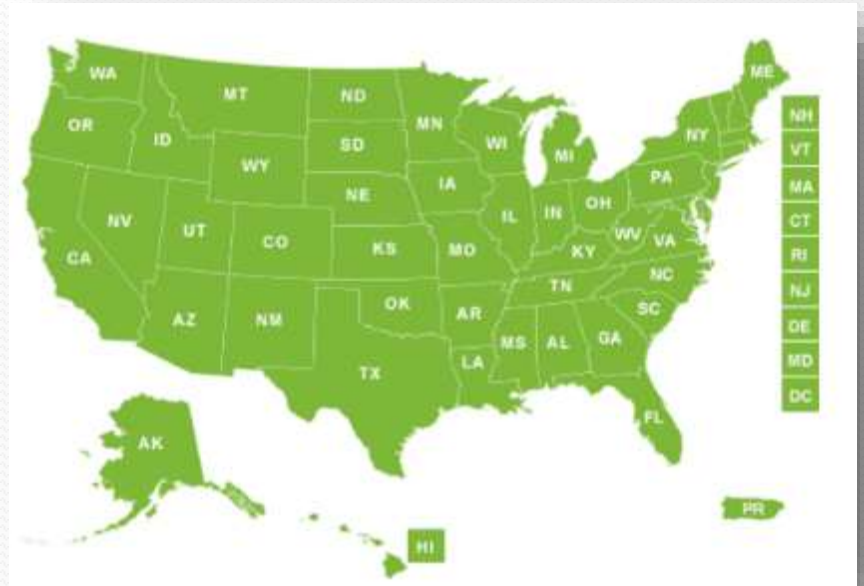 WA
MT
ND
MN
ME
OR
ID
SD
WI
MI
NY
NH
WY
VT
NE
IA
PA
MA
NV
UT
CO
IL
IN
OH
CT
CA
KS
MO
WV
VA
RI
KY
NC
NJ
AZ
NM
OK
AR
TN
SC
DE
TX
LA
MS
AL
GA
MD
DC
FL
AK
PR
HI